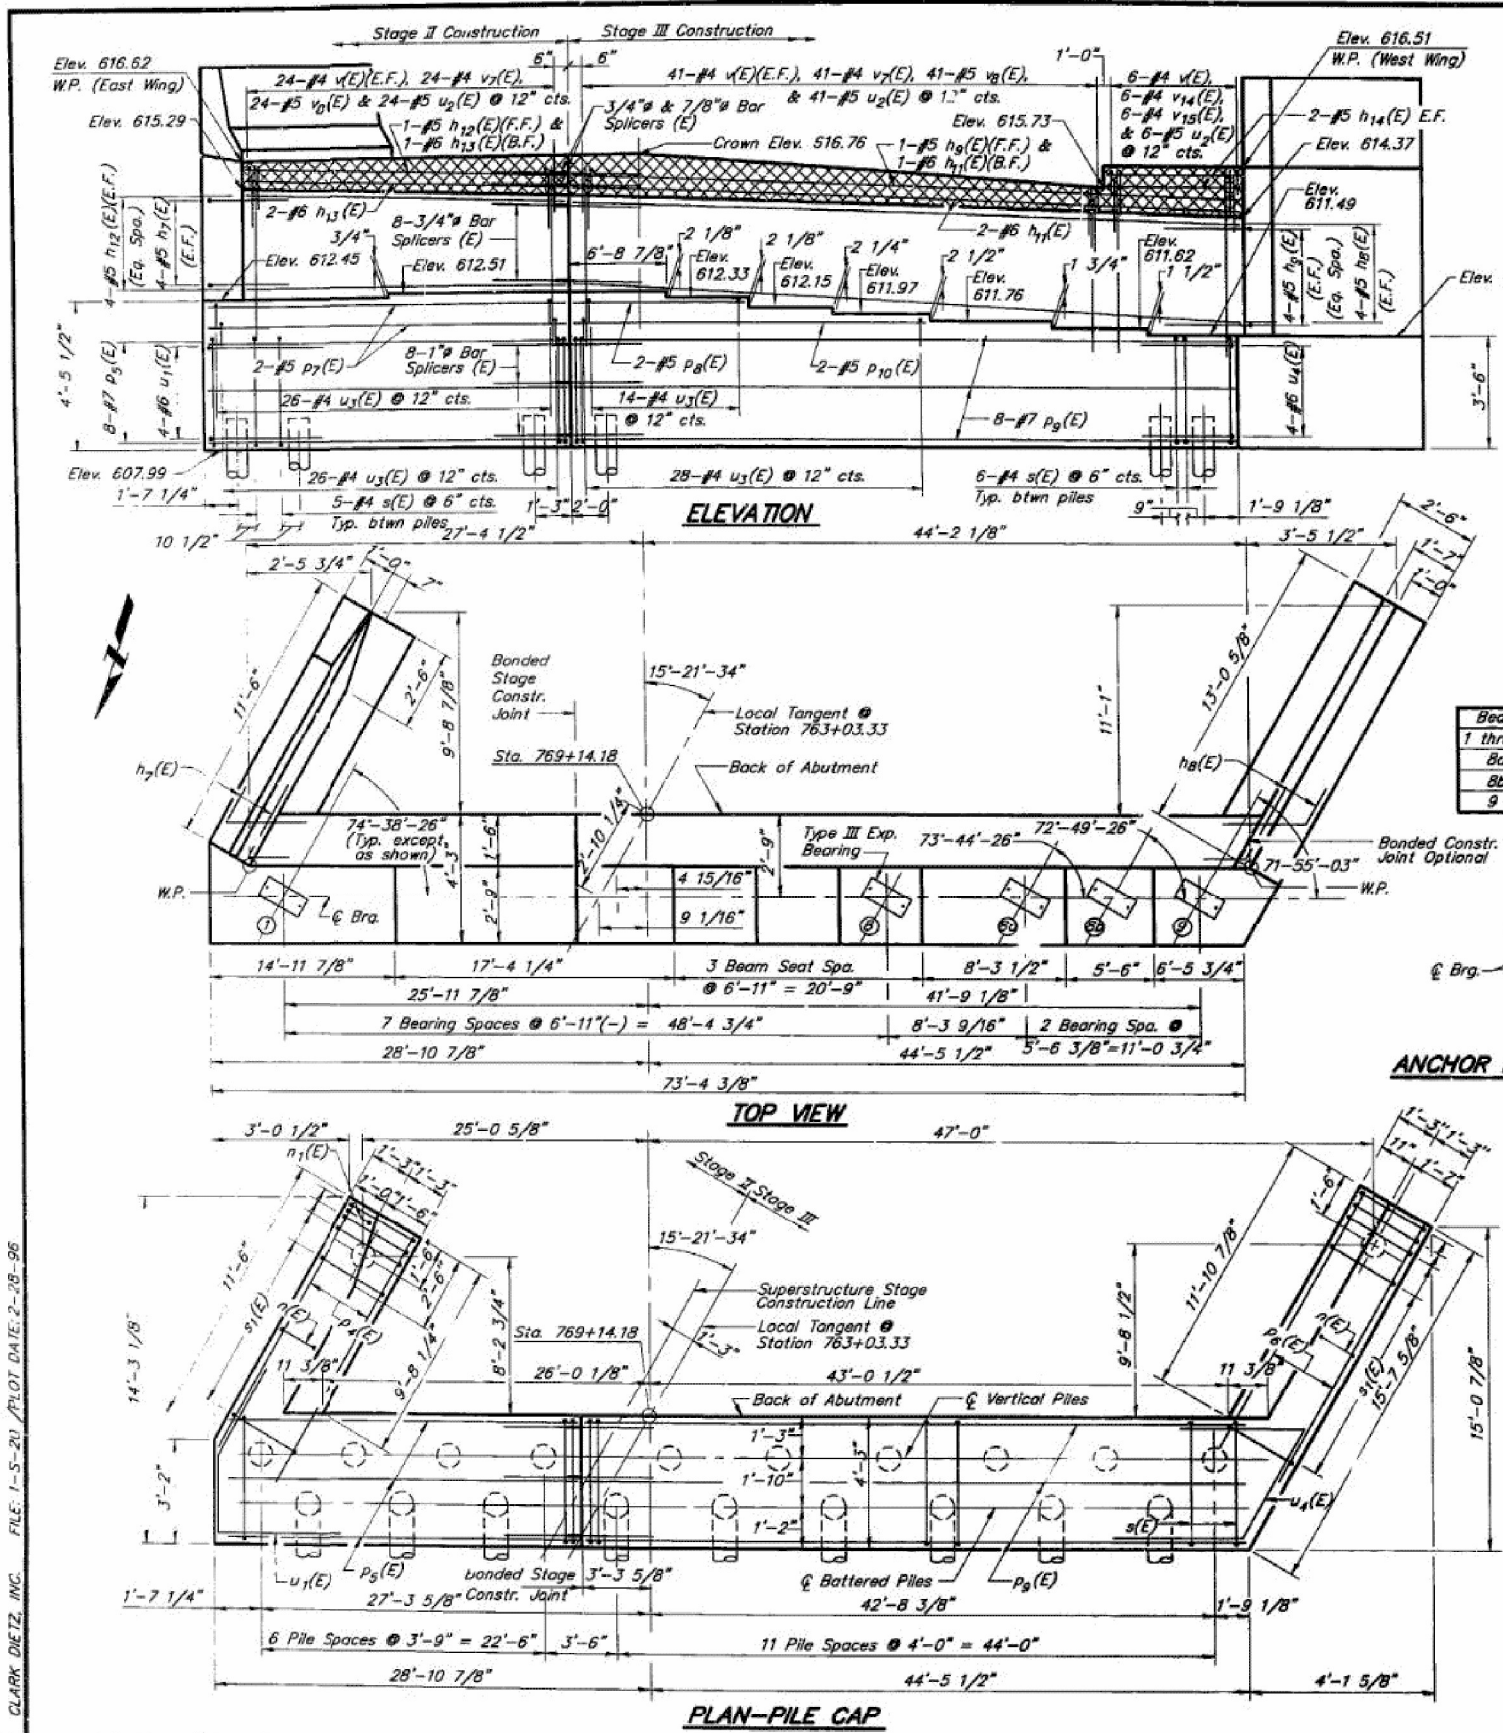 Stage II Construction
Stage III Construction
Elev. 616.62
W.P. (East Wing)
6"
6"
1'-0"
Elev. 616.51
W.P. (West Wing)
24-#4 v(E)(E.F.), 24-#4 v7(E),
24-#5 v0(E) & 24-#5 u2(E) @ 12" cts.
41-#4 v(E)(E.F.), 41-#4 v7(E), 41-#5 v8(E),
& 41-#5 u2(E) @ 12" cts.
6-#4 v(E),
6-#4 v14(E),
6-#4 v15(E),
& 6-#5 u2(E)
@ 12" cts.
Elev. 615.29
1-#5 h12(E)(F.F.) &
1-#6 h13(E)(B.F.)
3/4"ø & 7/8"ø Bar
Splicers (E)
Crown Elev. 516.76
Elev. 615.73
1-#5 h9(E)(F.F.) &
1-#6 h11(E)(B.F.)
2-#5 h14(E) E.F.
Elev. 614.37
Elev.
611.49
4-#5 h12(E)(E.F.)
(Eq. Spa.)
4-#5 h7(E)
(E.F.)
2-#6 h13(E)
3/4"
8-3/4"ø Bar
Splicers (E)
6'-8 7/8"
2-#6 h11(E)
2 1/8"
2 1/8"
2 1/4"
2 1/2"
1 3/4"
1 1/2"
Elev. 612.45
Elev. 612.51
Elev.
612.33
Elev.
612.15
Elev.
611.97
Elev.
611.76
Elev.
611.62
4-#5 h9(E)
(E.F.)
(Eq. Spa.)
4-#5 h8(E)
(E.F.)
Elev.
4'-5 1/2"
8-#7 p5(E)
4-#6 u1(E)
2-#5 p7(E)
8-1"ø Bar
Splicers (E)
2-#5 p8(E)
2-#5 p10(E)
4-#6 u4(E)
3'-6"
26-#4 u3(E) @ 12" cts.
14-#4 u3(E)
@ 12" cts.
8-#7 p9(E)
Elev. 607.99
26-#4 u3(E) @ 12" cts.
28-#4 u3(E) @ 12" cts.
6-#4 s(E) @ 6" cts.
Typ. btwn piles
1'-7 1/4"
5-#4 s(E) @ 6" cts.
Typ. btwn piles
1'-3"
2'-0"
9"
1'-9 1/8"
ELEVATION
10 1/2"
27'-4 1/2"
44'-2 1/8"
3'-5 1/2"
2'-6"
1'-7"
1'-0"
2'-5 3/4"
1'-0"
7"
11'-6"
2'-6"
9'-8 7/8"
Bonded
Stage
Constr.
Joint
15'-21'-34"
Local Tangent @
Station 763+03.33
11'-1"
13'-0 5/8"
Sta. 769+14.18
Back of Abutment
h7(E)
h8(E)
Bea
1 thr
8a
8b
9
74'-38'-26"
(Typ. except
as shown)
4'-3"
1'-6"
2'-9"
2'-10 1/4"
2'-9"
Type III Exp.
Bearing
73'-44'-26"
72'-49'-26"
71-55'-03"
Bonded Constr.
Joint Optional
W.P.
W.P.
4 15/16"
9 1/16"
℄ Brg.
1
8
8a
8b
9
14'-11 7/8"
17'-4 1/4"
3 Beam Seat Spa.
@ 6'-11" = 20'-9"
8'-3 1/2"
5'-6"
6'-5 3/4"
℄ Brg.
25'-11 7/8"
41'-9 1/8"
7 Bearing Spaces @ 6'-11"(-) = 48'-4 3/4"
8'-3 9/16"
2 Bearing Spa. @
5'-6 3/8"=11'-0 3/4"
28'-10 7/8"
44'-5 1/2"
73'-4 3/8"
ANCHOR
TOP VIEW
3'-0 1/2"
25'-0 5/8"
47'-0"
n1(E)
1'-3"
1'-3"
1'-0"
1'-6"
Stage II
Stage III
1'-3"
1'-3"
11"
1'-7"
1'-6"
14'-3 1/8"
11'-6"
s1(E)
n(E)
p4(E)
1'-6"
2'-6"
9'-8 1/4"
8'-2 3/4"
11 3/8"
15'-21'-34"
Superstructure Stage
Construction Line
Local Tangent @
Station 763+03.33
Sta. 769+14.18
1'-3"
9'-8 1/2"
11'-10 7/8"
p6(E)
n(E)
s1(E)
15'-7 5/8"
15'-0 7/8"
11 3/8"
26'-0 1/8"
43'-0 1/2"
Back of Abutment
℄ Vertical Piles
3'-2"
1'-3"
1'-10"
4'-3"
1'-2"
s(E)
u4(E)
u1(E)
p5(E)
bonded Stage
Constr. Joint
3'-3 5/8"
℄ Battered Piles
p9(E)
1'-7 1/4"
27'-3 5/8"
42'-8 3/8"
1'-9 1/8"
6 Pile Spaces @ 3'-9" = 22'-6"
3'-6"
11 Pile Spaces @ 4'-0" = 44'-0"
28'-10 7/8"
44'-5 1/2"
4'-1 5/8"
PLAN-PILE CAP
CLARK DIETZ, INC. FILE: 1-S-20 /PLOT DATE: 2-28-96